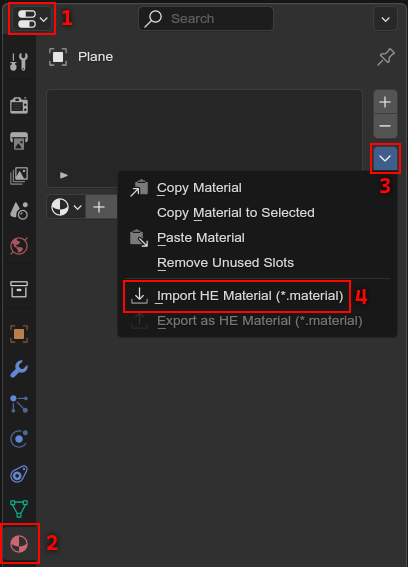 1
Search
Plane
3
Copy Material
Copy Material to Selected
Paste Material
Remove Unused Slots
Import HE Material (*.material) 4
Export as HE Material (*.material)
2